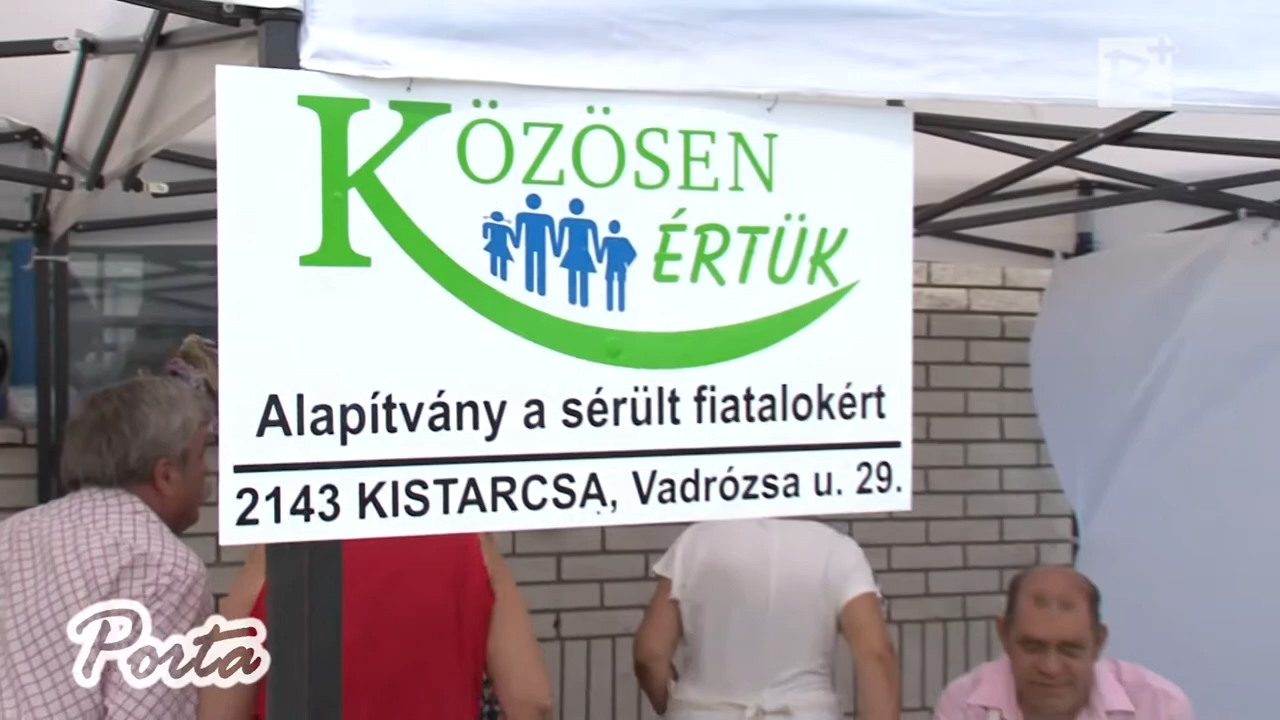 KÖZÖSEN
ÉRTÜK
Alapítvány a sérült fiatalokért
2143 KISTARCSA, Vadrózsa u. 29.
Porta